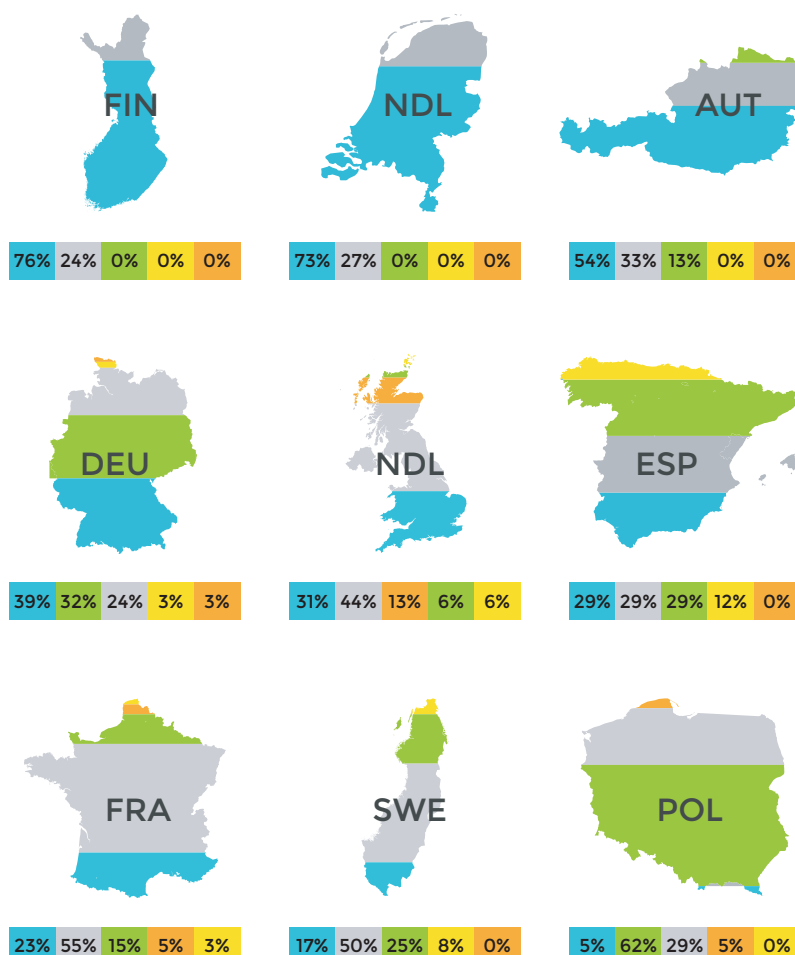 FIN
NDL
AUT
76% 24% 0% 0% 0%
73% 27% 0% 0% 0%
54% 33% 13% 0% 0%
DEU
NDL
ESP
39% 32% 24% 3% 3%
31% 44% 13% 6% 6%
29% 29% 29% 12% 0%
FRA
SWE
POL
23% 55% 15% 5% 3%
17% 50% 25% 8% 0%
5% 62% 29% 5% 0%